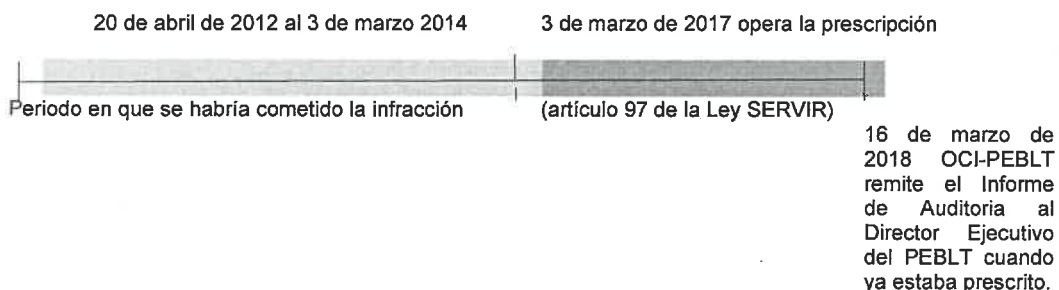 20 de abril de 2012 al 3 de marzo 2014
3 de marzo de 2017 opera la prescripción
Periodo en que se habría cometido la infracción
(artículo 97 de la Ley SERVIR)
16 de marzo de
2018 OCI-PEBLT
remite el Informe
de Auditoria al
Director Ejecutivo
del PEBLT cuando
ya estaba prescrito.